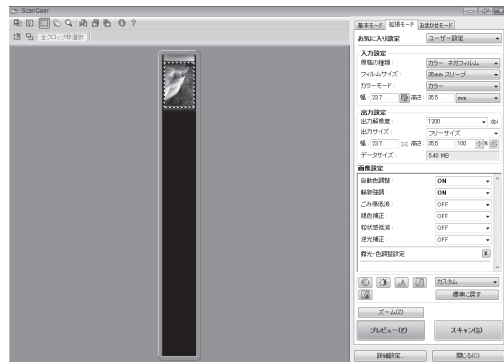 ScanGear
全クロップ枠選択
基本モード 拡張モード おまかせモード
お気に入り設定 ユーザー設定
入力設定
原稿の種類： カラー ネガフィルム
フィルムサイズ： 35mm スリーブ
カラーモード： カラー
幅： 23.7 高さ： 35.5 mm
出力設定
出力解像度： 1200 dpi
出力サイズ： フリーサイズ
幅： 23.7 高さ： 35.5 100 %
データサイズ： 5.40 MB
画像設定
自動色調整： ON
輪郭強調： ON
ごみ傷低減： OFF
褪色補正： OFF
粒状感低減： OFF
逆光補正： OFF
露光・色調整設定
カスタム
標準に戻す
ズーム(Z)
プレビュー(P) スキャン(S)
詳細設定... 閉じる(C)